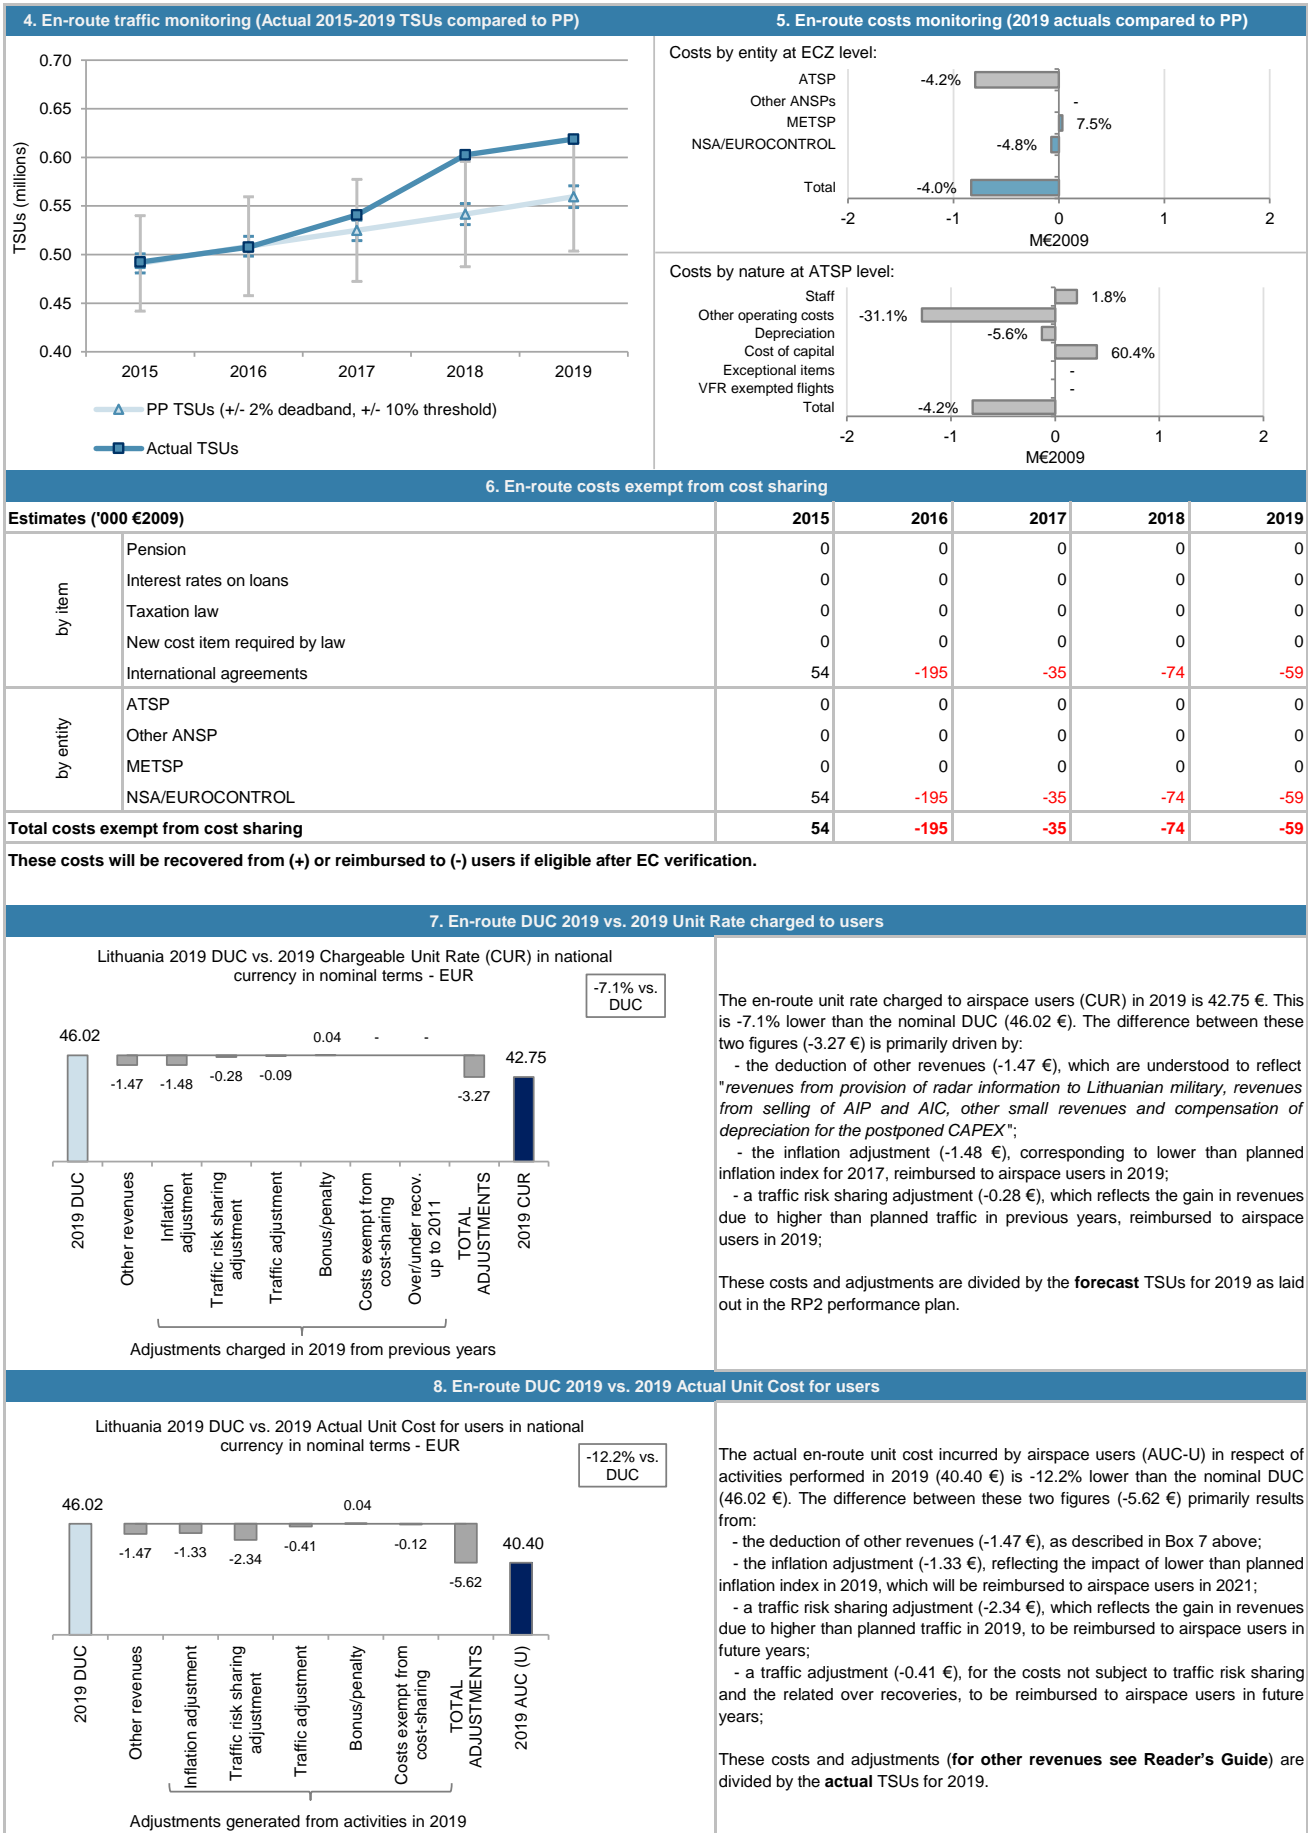 4. En-route traffic monitoring (Actual 2015-2019 TSUs compared to PP)
0.70
0.65
0.60
0.55
0.50
0.45
0.40
TSUs (millions)
2015 2016 2017 2018 2019
PP TSUs (+/- 2% deadband, +/- 10% threshold)
Actual TSUs
5. En-route costs monitoring (2019 actuals compared to PP)
Costs by entity at ECZ level:
ATSP -4.2%
Other ANSPs -
METSP 7.5%
NSA/EUROCONTROL -4.8%
Total -4.0%
-2 -1 0 1 2
M€2009
Costs by nature at ATSP level:
Staff 1.8%
Other operating costs -31.1%
Depreciation -5.6%
Cost of capital 60.4%
Exceptional items -
VFR exempted flights -
Total -4.2%
-2 -1 0 1 2
M€2009
6. En-route costs exempt from cost sharing
Estimates ('000 €2009) 2015 2016 2017 2018 2019
by item
Pension 0 0 0 0 0
Interest rates on loans 0 0 0 0 0
Taxation law 0 0 0 0 0
New cost item required by law 0 0 0 0 0
International agreements 54 -195 -35 -74 -59
by entity
ATSP 0 0 0 0 0
Other ANSP 0 0 0 0 0
METSP 0 0 0 0 0
NSA/EUROCONTROL 54 -195 -35 -74 -59
Total costs exempt from cost sharing 54 -195 -35 -74 -59
These costs will be recovered from (+) or reimbursed to (-) users if eligible after EC verification.
7. En-route DUC 2019 vs. 2019 Unit Rate charged to users
Lithuania 2019 DUC vs. 2019 Chargeable Unit Rate (CUR) in national
currency in nominal terms - EUR
-7.1% vs.
DUC
46.02 -1.47 -1.48 -0.28 -0.09 0.04 - - -3.27 42.75
2019 DUC
Other revenues
Inflation
adjustment
Traffic risk sharing
adjustment
Traffic adjustment
Bonus/penalty
Costs exempt from
cost-sharing
Over/under recov.
up to 2011
TOTAL
ADJUSTMENTS
2019 CUR
Adjustments charged in 2019 from previous years
The en-route unit rate charged to airspace users (CUR) in 2019 is 42.75 €. This
is -7.1% lower than the nominal DUC (46.02 €). The difference between these
two figures (-3.27 €) is primarily driven by:
- the deduction of other revenues (-1.47 €), which are understood to reflect
"revenues from provision of radar information to Lithuanian military, revenues
from selling of AIP and AIC, other small revenues and compensation of
depreciation for the postponed CAPEX";
- the inflation adjustment (-1.48 €), corresponding to lower than planned
inflation index for 2017, reimbursed to airspace users in 2019;
- a traffic risk sharing adjustment (-0.28 €), which reflects the gain in revenues
due to higher than planned traffic in previous years, reimbursed to airspace
users in 2019;
These costs and adjustments are divided by the forecast TSUs for 2019 as laid
out in the RP2 performance plan.
8. En-route DUC 2019 vs. 2019 Actual Unit Cost for users
Lithuania 2019 DUC vs. 2019 Actual Unit Cost for users in national
currency in nominal terms - EUR
-12.2% vs.
DUC
46.02 -1.47 -1.33 -2.34 -0.41 0.04 -0.12 -5.62 40.40
2019 DUC
Other revenues
Inflation adjustment
Traffic risk sharing
adjustment
Traffic adjustment
Bonus/penalty
Costs exempt from
cost-sharing
TOTAL
ADJUSTMENTS
2019 AUC (U)
Adjustments generated from activities in 2019
The actual en-route unit cost incurred by airspace users (AUC-U) in respect of
activities performed in 2019 (40.40 €) is -12.2% lower than the nominal DUC
(46.02 €). The difference between these two figures (-5.62 €) primarily results
from:
- the deduction of other revenues (-1.47 €), as described in Box 7 above;
- the inflation adjustment (-1.33 €), reflecting the impact of lower than planned
inflation index in 2019, which will be reimbursed to airspace users in 2021;
- a traffic risk sharing adjustment (-2.34 €), which reflects the gain in revenues
due to higher than planned traffic in 2019, to be reimbursed to airspace users in
future years;
- a traffic adjustment (-0.41 €), for the costs not subject to traffic risk sharing
and the related over recoveries, to be reimbursed to airspace users in future
years;
These costs and adjustments (for other revenues see Reader's Guide) are
divided by the actual TSUs for 2019.